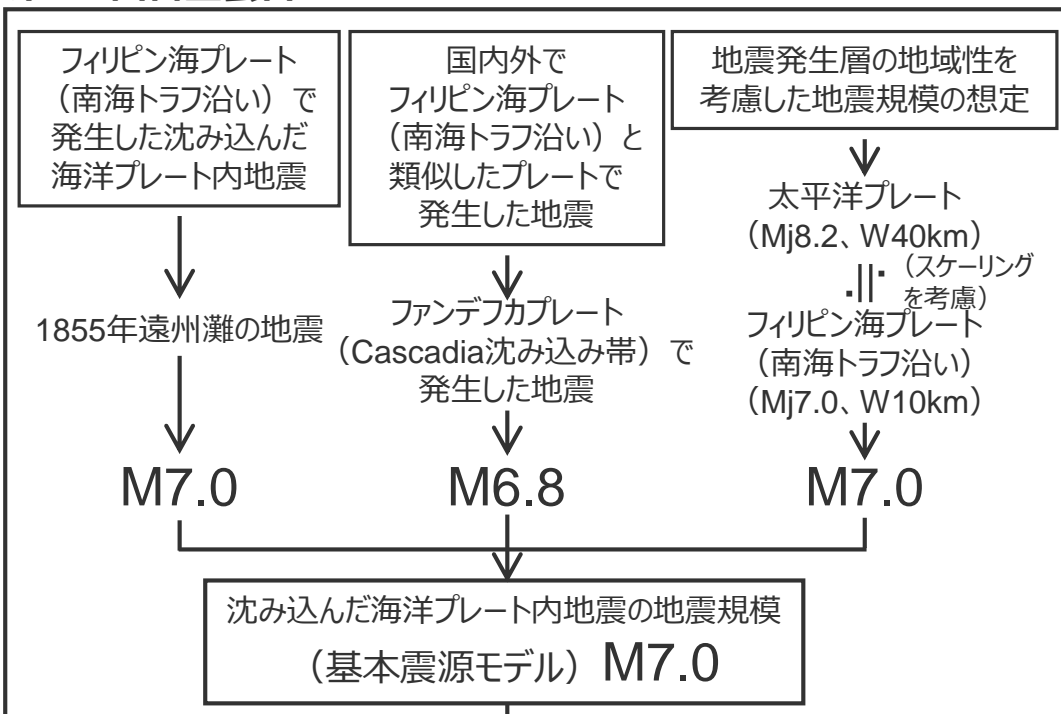 フィリピン海プレート
（南海トラフ沿い）で
発生した沈み込んだ
海洋プレート内地震
1855年遠州灘の地震
M7.0
国内外で
フィリピン海プレート
（南海トラフ沿い）と
類似したプレートで
発生した地震
ファンデフカプレート
（Cascadia沈み込み帯）で
発生した地震
M6.8
地震発生層の地域性を
考慮した地震規模の想定
太平洋プレート
（Mj8.2、W40km）
（スケーリング
を考慮）
フィリピン海プレート
（南海トラフ沿い）
（Mj7.0、W10km）
M7.0
沈み込んだ海洋プレート内地震の地震規模
（基本震源モデル）M7.0